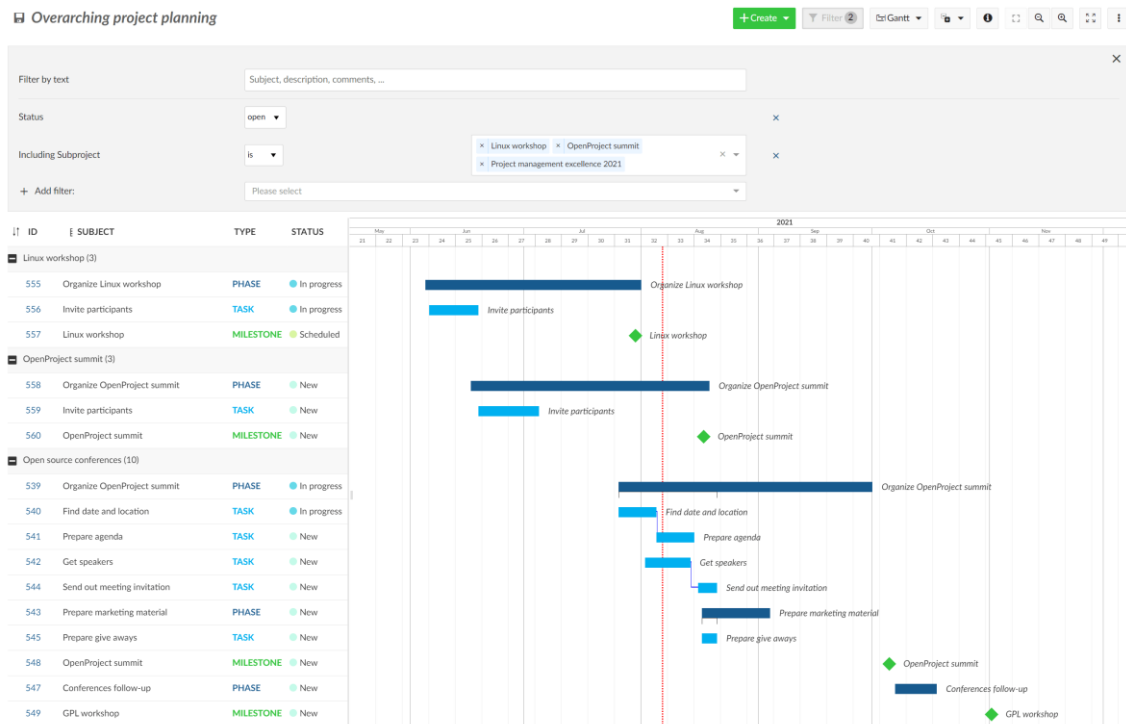 Overarching project planning
+ Create
Filter 2
Gantt
Filter by text
Subject, description, comments, ...
Status
open
Including Subproject
is
× Linux workshop × OpenProject summit
× Project management excellence 2021
+ Add filter:
Please select
ID SUBJECT TYPE STATUS
2021
May Jun Jul Aug Sep Oct Nov
21 22 23 24 25 26 27 28 29 30 31 32 33 34 35 36 37 38 39 40 41 42 43 44 45 46 47 48 49
Linux workshop (3)
555 Organize Linux workshop PHASE In progress Organize Linux workshop
556 Invite participants TASK In progress Invite participants
557 Linux workshop MILESTONE Scheduled Linux workshop
OpenProject summit (3)
558 Organize OpenProject summit PHASE New Organize OpenProject summit
559 Invite participants TASK New Invite participants
560 OpenProject summit MILESTONE New OpenProject summit
Open source conferences (10)
539 Organize OpenProject summit PHASE In progress Organize OpenProject summit
540 Find date and location TASK In progress Find date and location
541 Prepare agenda TASK New Prepare agenda
542 Get speakers TASK New Get speakers
544 Send out meeting invitation TASK New Send out meeting invitation
543 Prepare marketing material PHASE New Prepare marketing material
545 Prepare give aways TASK New Prepare give aways
548 OpenProject summit MILESTONE New OpenProject summit
547 Conferences follow-up PHASE New Conferences follow-up
549 GPL workshop MILESTONE New GPL workshop